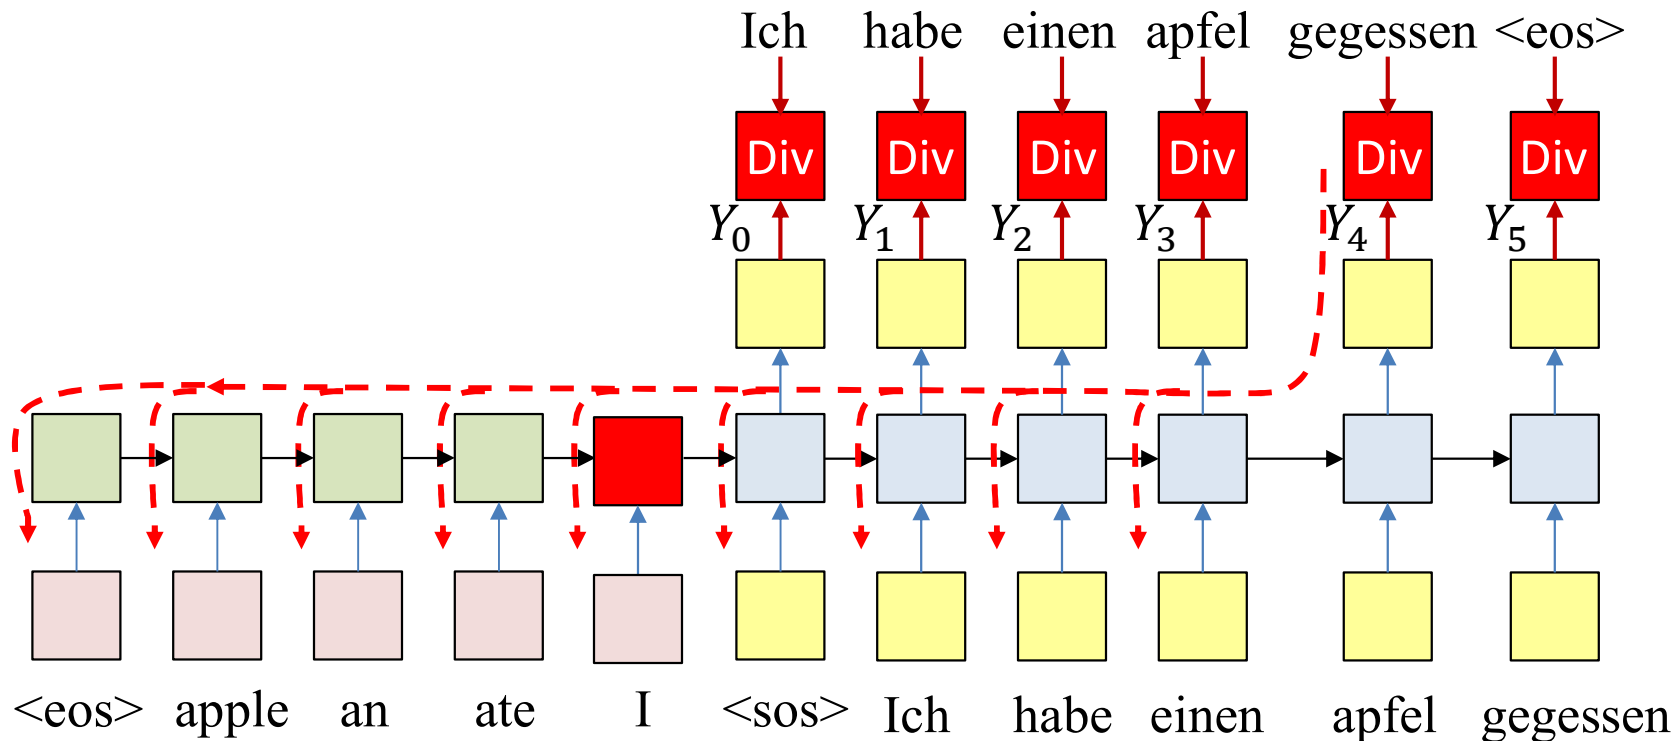 Ich habe einen apfel gegessen <eos>
Div Div Div Div Div Div
Y₀ Y₁ Y₂ Y₃ Y₄ Y₅
<eos> apple an ate I <sos> Ich habe einen apfel gegessen